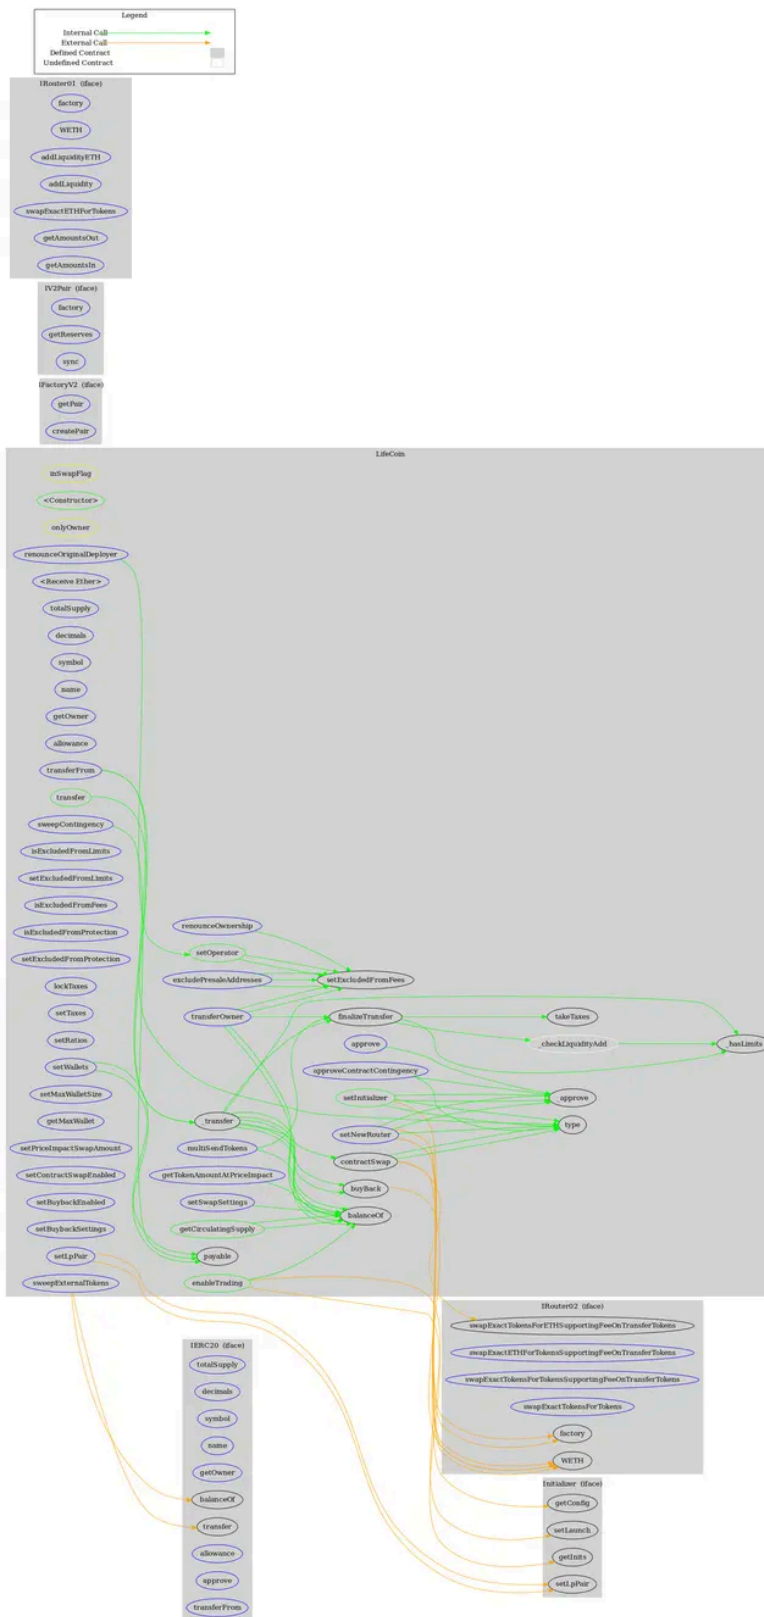 Legend
Internal Call
External Call
Defined Contract
Undefined Contract
IRouter01 (iface)
factory
WETH
addLiquidityETH
addLiquidity
swapExactETHForTokens
getAmountsOut
getAmountsIn
IV2Pair (iface)
factory
getReserves
sync
IFactoryV2 (iface)
getPair
createPair
LifeCoin
inSwapFlag
<Constructor>
onlyOwner
renounceOriginalDeployer
<Receive Ether>
totalSupply
decimals
symbol
name
getOwner
allowance
transferFrom
transfer
sweepContingency
isExcludedFromLimits
setExcludedFromLimits
isExcludedFromFees
isExcludedFromProtection
setExcludedFromProtection
lockTaxes
setTaxes
setRatios
setWallets
setMaxWalletSize
getMaxWallet
setPriceImpactSwapAmount
setContractSwapEnabled
setBuybackEnabled
setBuybackSettings
setLpPair
sweepExternalTokens
renounceOwnership
setOperator
excludePresaleAddresses
transferOwner
_transfer
multiSendTokens
getTokenAmountAtPriceImpact
setSwapSettings
getCirculatingSupply
payable
enableTrading
setExcludedFromFees
finalizeTransfer
approve
approveContractContingency
setInitializer
setNewRouter
contractSwap
buyBack
balanceOf
takeTaxes
_checkLiquidityAdd
_approve
type
_hasLimits
IRouter02 (iface)
swapExactTokensForETHSupportingFeeOnTransferTokens
swapExactETHForTokensSupportingFeeOnTransferTokens
swapExactTokensForTokensSupportingFeeOnTransferTokens
swapExactTokensForTokens
factory
WETH
Initializer (iface)
getConfig
setLaunch
getInits
setLpPair
IERC20 (iface)
totalSupply
decimals
symbol
name
getOwner
balanceOf
transfer
allowance
approve
transferFrom